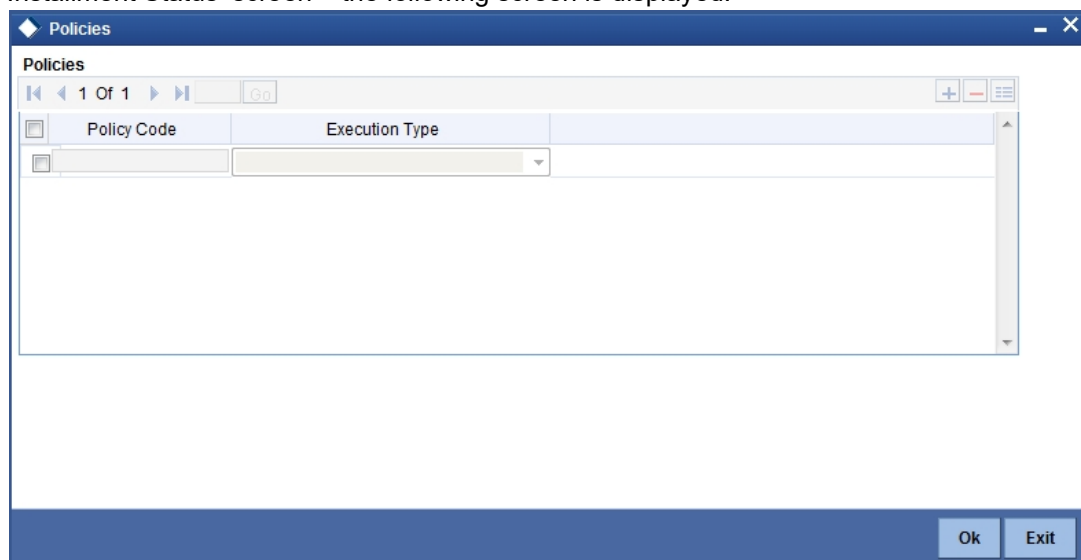 Installment Status' screen – the following screen is displayed.
Policies
Policies
1 Of 1 Go
Policy Code Execution Type
Ok Exit